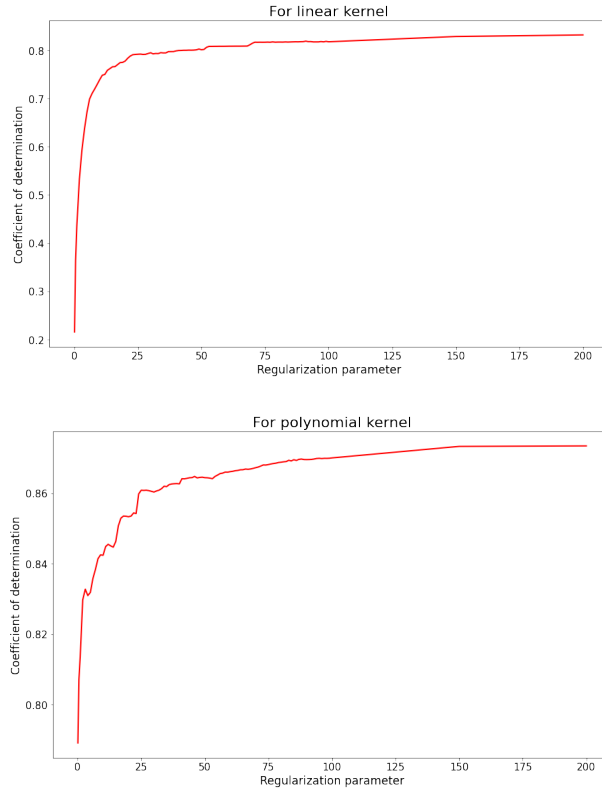 For linear kernel
Coefficient of determination
0.8
0.7
0.6
0.5
0.4
0.3
0.2
0 25 50 75 100 125 150 175 200
Regularization parameter
For polynomial kernel
Coefficient of determination
0.86
0.84
0.82
0.80
0 25 50 75 100 125 150 175 200
Regularization parameter